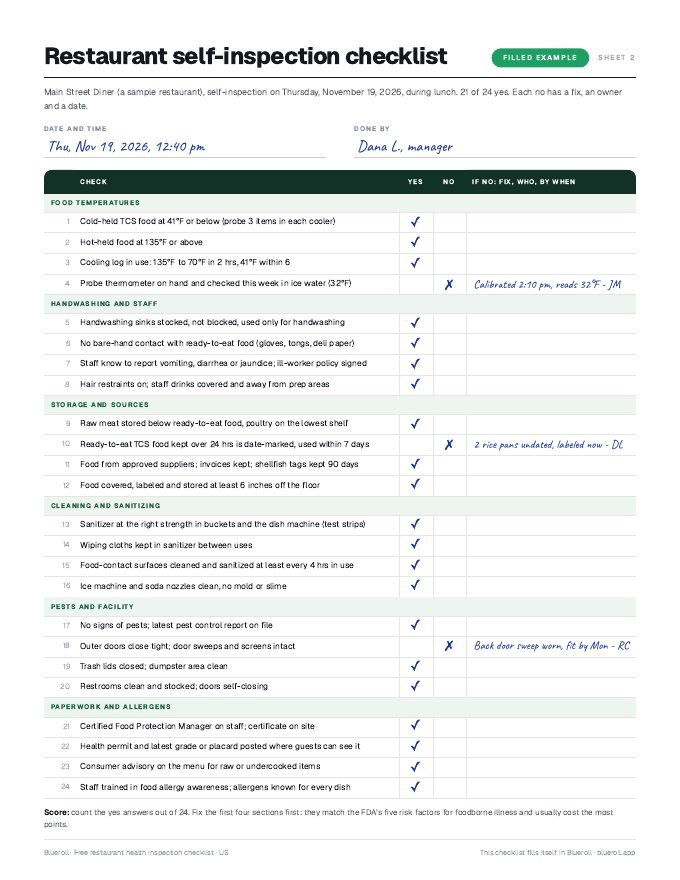 Restaurant self-inspection checklist
FILLED EXAMPLE SHEET 2
Main Street Diner (a sample restaurant), self-inspection on Thursday, November 19, 2026, during lunch. 21 of 24 yes. Each no has a fix, an owner
and a date.
DATE AND TIME DONE BY
Thu, Nov 19, 2026, 12:40 pm Dana L., manager
CHECK YES NO IF NO: FIX, WHO, BY WHEN
FOOD TEMPERATURES
1 Cold-held TCS food at 41°F or below (probe 3 items in each cooler) ✓
2 Hot-held food at 135°F or above ✓
3 Cooling log in use: 135°F to 70°F in 2 hrs, 41°F within 6 ✓
4 Probe thermometer on hand and checked this week in ice water (32°F) ✗ Calibrated 2:10 pm, reads 32°F - JM
HANDWASHING AND STAFF
5 Handwashing sinks stocked, not blocked, used only for handwashing ✓
6 No bare-hand contact with ready-to-eat food (gloves, tongs, deli paper) ✓
7 Staff know to report vomiting, diarrhea or jaundice; ill-worker policy signed ✓
8 Hair restraints on; staff drinks covered and away from prep areas ✓
STORAGE AND SOURCES
9 Raw meat stored below ready-to-eat food, poultry on the lowest shelf ✓
10 Ready-to-eat TCS food kept over 24 hrs is date-marked, used within 7 days ✗ 2 rice pans undated, labeled now - DL
11 Food from approved suppliers; invoices kept; shellfish tags kept 90 days ✓
12 Food covered, labeled and stored at least 6 inches off the floor ✓
CLEANING AND SANITIZING
13 Sanitizer at the right strength in buckets and the dish machine (test strips) ✓
14 Wiping cloths kept in sanitizer between uses ✓
15 Food-contact surfaces cleaned and sanitized at least every 4 hrs in use ✓
16 Ice machine and soda nozzles clean, no mold or slime ✓
PESTS AND FACILITY
17 No signs of pests; latest pest control report on file ✓
18 Outer doors close tight; door sweeps and screens intact ✗ Back door sweep worn, fit by Mon - RC
19 Trash lids closed; dumpster area clean ✓
20 Restrooms clean and stocked; doors self-closing ✓
PAPERWORK AND ALLERGENS
21 Certified Food Protection Manager on staff; certificate on site ✓
22 Health permit and latest grade or placard posted where guests can see it ✓
23 Consumer advisory on the menu for raw or undercooked items ✓
24 Staff trained in food allergy awareness; allergens known for every dish ✓
Score: count the yes answers out of 24. Fix the first four sections first: they match the FDA's five risk factors for foodborne illness and usually cost the most
points.
Blueroll · Free restaurant health inspection checklist · US This checklist fills itself in Blueroll · blueroll.app